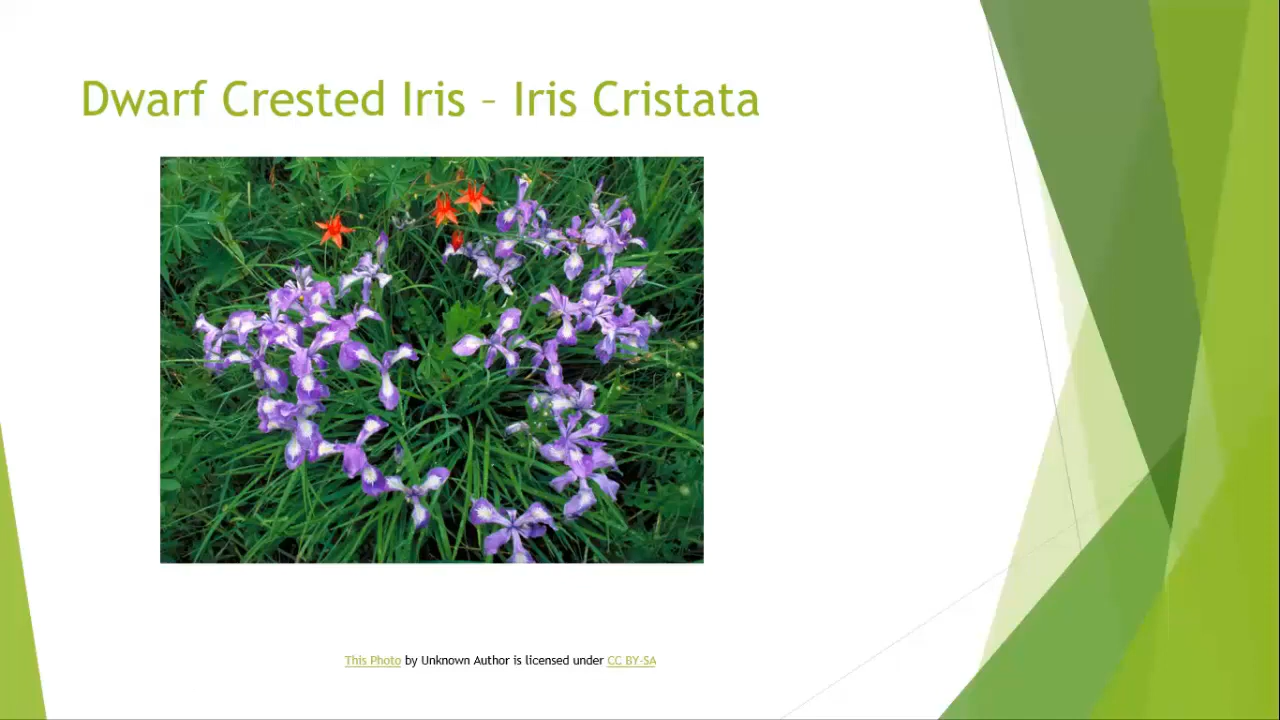 Dwarf Crested Iris – Iris Cristata
This Photo by Unknown Author is licensed under CC BY-SA